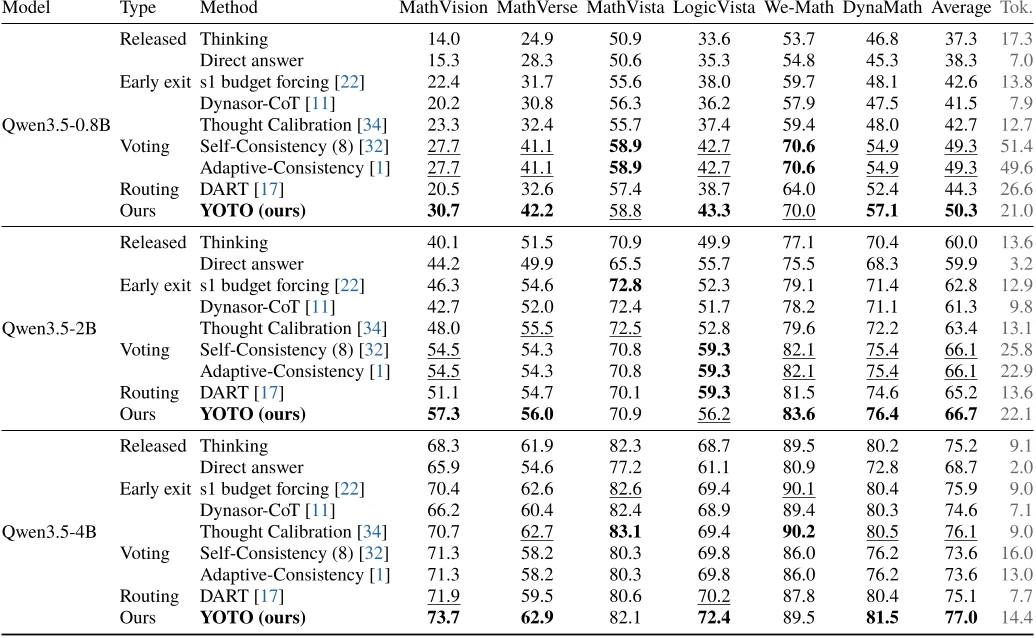 Model Type Method MathVision MathVerse MathVista LogicVista We-Math DynaMath Average Tok.
Released Thinking 14.0 24.9 50.9 33.6 53.7 46.8 37.3 17.3
Direct answer 15.3 28.3 50.6 35.3 54.8 45.3 38.3 7.0
Early exit s1 budget forcing [22] 22.4 31.7 55.6 38.0 59.7 48.1 42.6 13.8
Dynasor-CoT [11] 20.2 30.8 56.3 36.2 57.9 47.5 41.5 7.9
Qwen3.5-0.8B Thought Calibration [34] 23.3 32.4 55.7 37.4 59.4 48.0 42.7 12.7
Voting Self-Consistency (8) [32] 27.7 41.1 58.9 42.7 70.6 54.9 49.3 51.4
Adaptive-Consistency [1] 27.7 41.1 58.9 42.7 70.6 54.9 49.3 49.6
Routing DART [17] 20.5 32.6 57.4 38.7 64.0 52.4 44.3 26.6
Ours YOTO (ours) 30.7 42.2 58.8 43.3 70.0 57.1 50.3 21.0
Released Thinking 40.1 51.5 70.9 49.9 77.1 70.4 60.0 13.6
Direct answer 44.2 49.9 65.5 55.7 75.5 68.3 59.9 3.2
Early exit s1 budget forcing [22] 46.3 54.6 72.8 52.3 79.1 71.4 62.8 12.9
Dynasor-CoT [11] 42.7 52.0 72.4 51.7 78.2 71.1 61.3 9.8
Qwen3.5-2B Thought Calibration [34] 48.0 55.5 72.5 52.8 79.6 72.2 63.4 13.1
Voting Self-Consistency (8) [32] 54.5 54.3 70.8 59.3 82.1 75.4 66.1 25.8
Adaptive-Consistency [1] 54.5 54.3 70.8 59.3 82.1 75.4 66.1 22.9
Routing DART [17] 51.1 54.7 70.1 59.3 81.5 74.6 65.2 13.6
Ours YOTO (ours) 57.3 56.0 70.9 56.2 83.6 76.4 66.7 22.1
Released Thinking 68.3 61.9 82.3 68.7 89.5 80.2 75.2 9.1
Direct answer 65.9 54.6 77.2 61.1 80.9 72.8 68.7 2.0
Early exit s1 budget forcing [22] 70.4 62.6 82.6 69.4 90.1 80.4 75.9 9.0
Dynasor-CoT [11] 66.2 60.4 82.4 68.9 89.4 80.3 74.6 7.1
Qwen3.5-4B Thought Calibration [34] 70.7 62.7 83.1 69.4 90.2 80.5 76.1 9.0
Voting Self-Consistency (8) [32] 71.3 58.2 80.3 69.8 86.0 76.2 73.6 16.0
Adaptive-Consistency [1] 71.3 58.2 80.3 69.8 86.0 76.2 73.6 13.0
Routing DART [17] 71.9 59.5 80.6 70.2 87.8 80.4 75.1 7.7
Ours YOTO (ours) 73.7 62.9 82.1 72.4 89.5 81.5 77.0 14.4